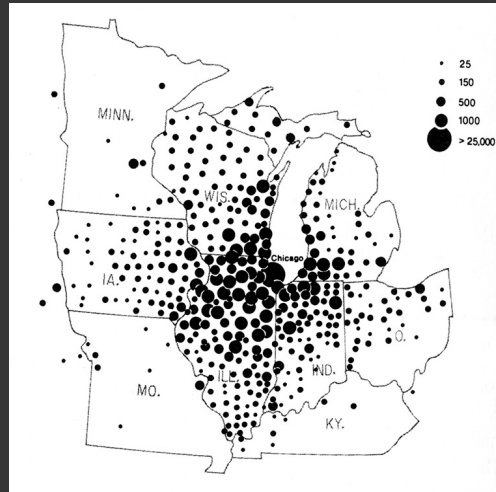 25
150
500
1000
> 25,000
MINN.
WIS.
MICH.
Chicago
IA.
ILL.
IND.
O.
MO.
KY.